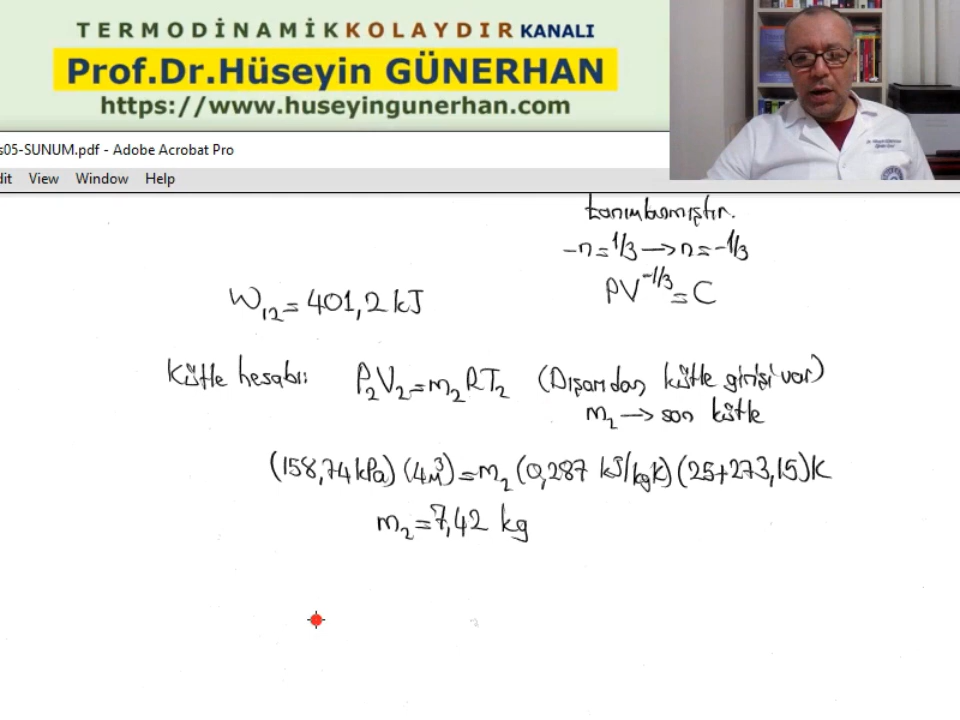 TERMODİNAMİKKOLAYDIR KANALI
Prof.Dr.Hüseyin GÜNERHAN
https://www.huseyingunerhan.com
s05-SUNUM.pdf - Adobe Acrobat Pro
dit View Window Help
tanımlanmıştır.
-n=1/3→n=-1/3
W₁₂=401,2 kJ
PV^-1/3=C
Kütle hesabı: P₂V₂=m₂RT₂ (Dışarıdan kütle girişi var)
m₂→son kütle
(158,74kPa)(4m³)=m₂(0,287 kJ/kgK)(25+273,15)K
m₂=7,42 kg